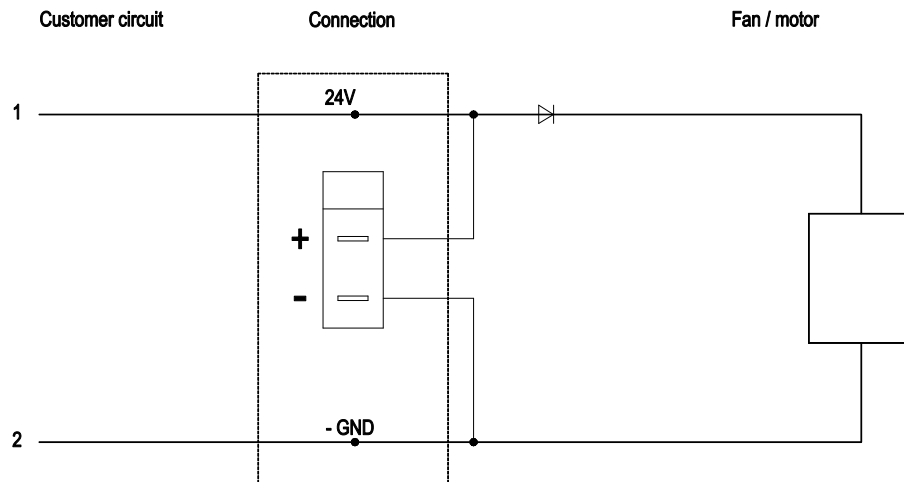 Customer circuit Connection Fan / motor
1 24V
+
-
2 - GND